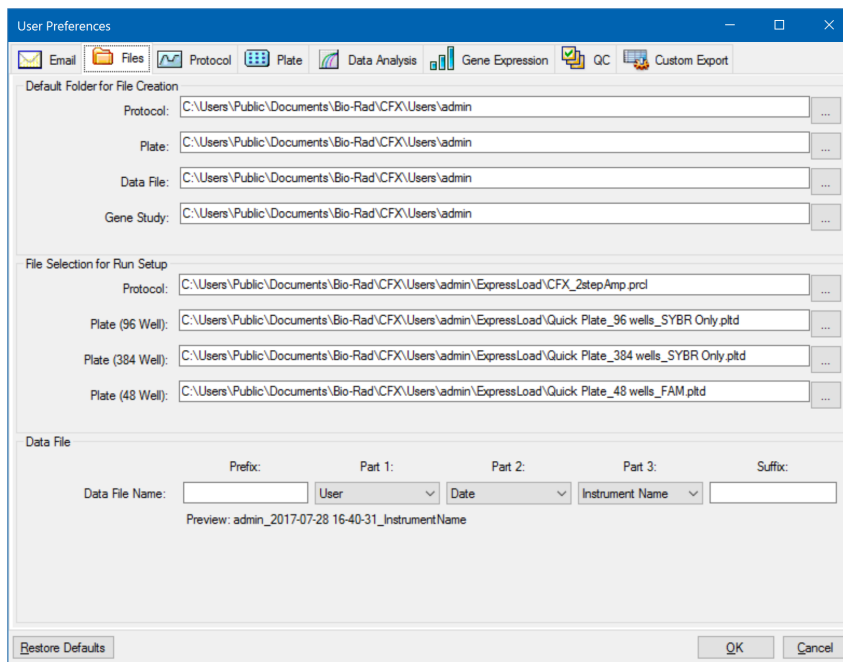 User Preferences
Email Files Protocol Plate Data Analysis Gene Expression QC Custom Export
Default Folder for File Creation
Protocol: C:\Users\Public\Documents\Bio-Rad\CFX\Users\admin ...
Plate: C:\Users\Public\Documents\Bio-Rad\CFX\Users\admin ...
Data File: C:\Users\Public\Documents\Bio-Rad\CFX\Users\admin ...
Gene Study: C:\Users\Public\Documents\Bio-Rad\CFX\Users\admin ...
File Selection for Run Setup
Protocol: C:\Users\Public\Documents\Bio-Rad\CFX\Users\admin\ExpressLoad\CFX_2stepAmp.prcl ...
Plate (96 Well): C:\Users\Public\Documents\Bio-Rad\CFX\Users\admin\ExpressLoad\Quick Plate_96 wells_SYBR Only.pltd ...
Plate (384 Well): C:\Users\Public\Documents\Bio-Rad\CFX\Users\admin\ExpressLoad\Quick Plate_384 wells_SYBR Only.pltd ...
Plate (48 Well): C:\Users\Public\Documents\Bio-Rad\CFX\Users\admin\ExpressLoad\Quick Plate_48 wells_FAM.pltd ...
Data File
Prefix: Part 1: Part 2: Part 3: Suffix:
Data File Name: User Date Instrument Name
Preview: admin_2017-07-28 16-40-31_InstrumentName
Restore Defaults OK Cancel